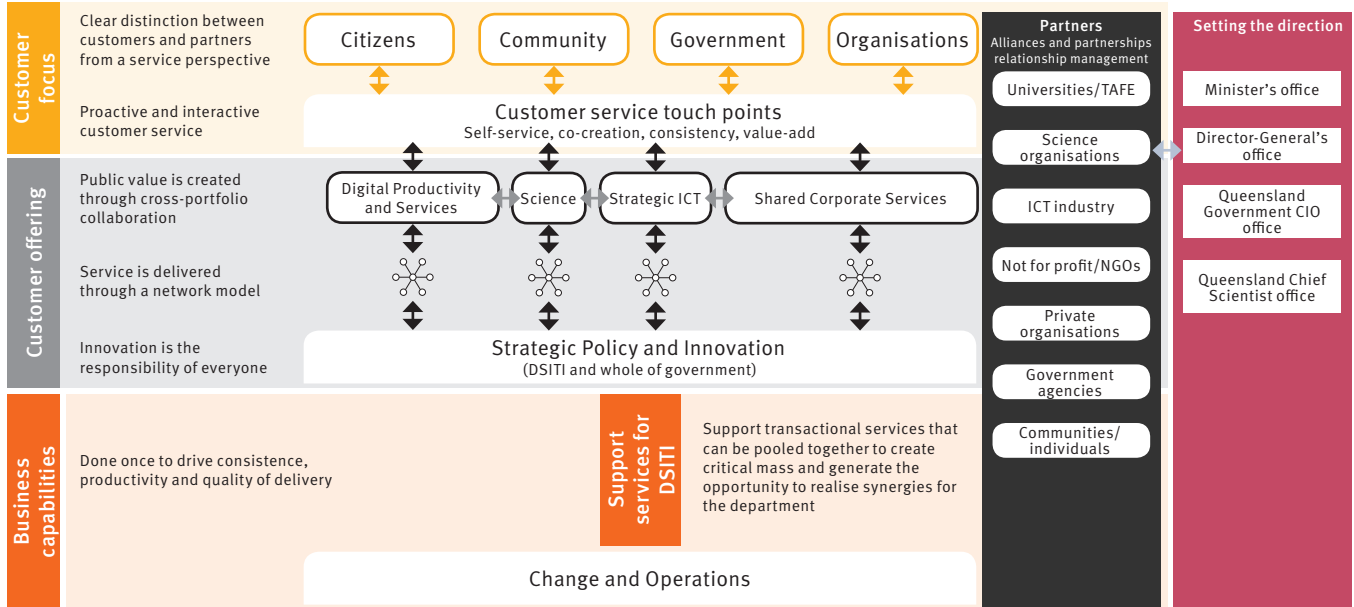 Customer
focus
Clear distinction between
customers and partners
from a service perspective
Proactive and interactive
customer service
Citizens
Community
Government
Organisations
Customer service touch points
Self-service, co-creation, consistency, value-add
Customer offering
Public value is created
through cross-portfolio
collaboration
Service is delivered
through a network model
Innovation is the
responsibility of everyone
Digital Productivity
and Services
Science
Strategic ICT
Shared Corporate Services
Strategic Policy and Innovation
(DSITI and whole of government)
Business
capabilities
Done once to drive consistence,
productivity and quality of delivery
Support
services for
DSITI
Support transactional services that
can be pooled together to create
critical mass and generate the
opportunity to realise synergies for
the department
Change and Operations
Partners
Alliances and partnerships
relationship management
Universities/TAFE
Science
organisations
ICT industry
Not for profit/NGOs
Private
organisations
Government
agencies
Communities/
individuals
Setting the direction
Minister's office
Director-General's
office
Queensland
Government CIO
office
Queensland Chief
Scientist office